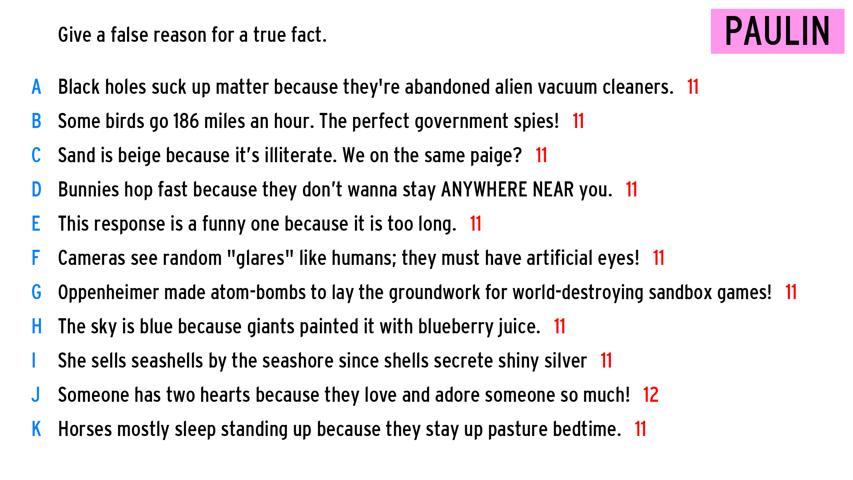 Give a false reason for a true fact.
PAULIN
A Black holes suck up matter because they're abandoned alien vacuum cleaners. 11
B Some birds go 186 miles an hour. The perfect government spies! 11
C Sand is beige because it’s illiterate. We on the same paige? 11
D Bunnies hop fast because they don’t wanna stay ANYWHERE NEAR you. 11
E This response is a funny one because it is too long. 11
F Cameras see random "glares" like humans; they must have artificial eyes! 11
G Oppenheimer made atom-bombs to lay the groundwork for world-destroying sandbox games! 11
H The sky is blue because giants painted it with blueberry juice. 11
I She sells seashells by the seashore since shells secrete shiny silver 11
J Someone has two hearts because they love and adore someone so much! 12
K Horses mostly sleep standing up because they stay up pasture bedtime. 11